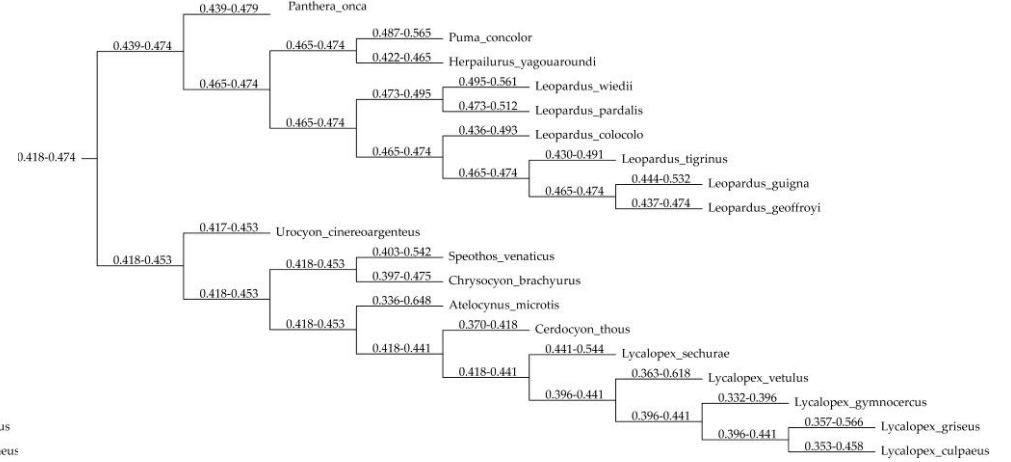 0.439-0.479 Panthera_onca
0.487-0.565 Puma_concolor
0.439-0.474
0.465-0.474
0.422-0.465 Herpailurus_yagouaroundi
0.465-0.474
0.495-0.561 Leopardus_wiedii
0.473-0.495
0.473-0.512 Leopardus_pardalis
0.465-0.474
0.436-0.493 Leopardus_colocolo
0.465-0.474
0.418-0.474
0.430-0.491 Leopardus_tigrinus
0.465-0.474
0.444-0.532 Leopardus_guigna
0.465-0.474
0.437-0.474 Leopardus_geoffroyi
0.417-0.453 Urocyon_cinereoargenteus
0.403-0.542 Speothos_venaticus
0.418-0.453
0.418-0.453
0.397-0.475 Chrysocyon_brachyurus
0.418-0.453
0.336-0.648 Atelocynus_microtis
0.418-0.453
0.370-0.418 Cerdocyon_thous
0.418-0.441
0.441-0.544 Lycalopex_sechurae
0.418-0.441
0.363-0.618 Lycalopex_vetulus
0.396-0.441
0.332-0.396 Lycalopex_gymnocercus
0.396-0.441
0.357-0.566 Lycalopex_griseus
us
0.396-0.441
0.353-0.458 Lycalopex_culpaeus
aeus